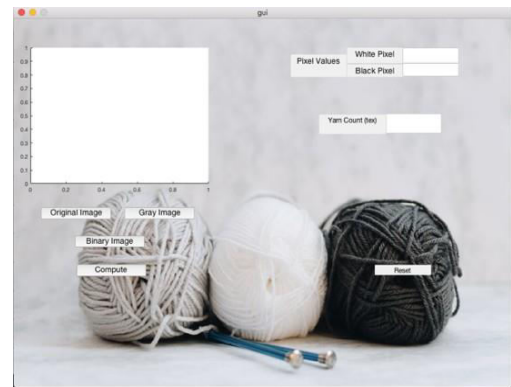 gui
White Pixel
Pixel Values
Black Pixel
1
0.9
0.8
0.7
0.6
0.5
0.4
0.3
0.2
0.1
0
0 0.2 0.4 0.6 0.8 1
Yarn Count (tex)
Original Image Gray Image
Binary Image
Compute Reset